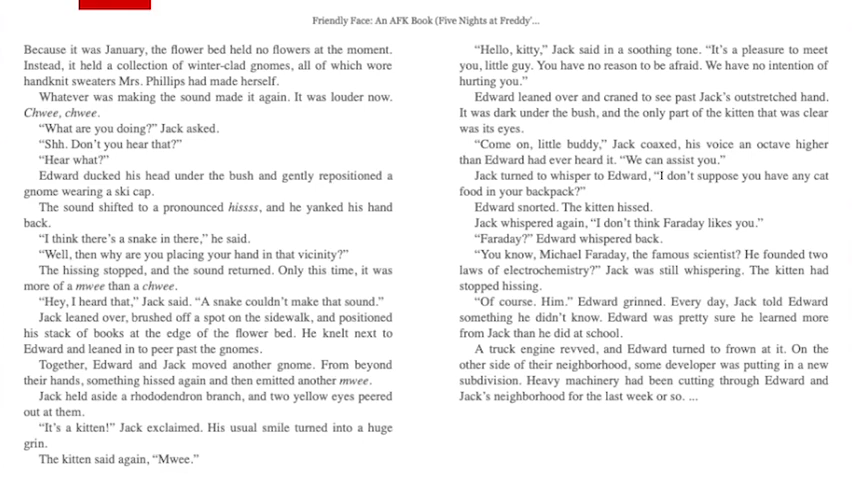 Friendly Face: An AFK Book (Five Nights at Freddy'...
Because it was January, the flower bed held no flowers at the moment.
Instead, it held a collection of winter-clad gnomes, all of which wore
handknit sweaters Mrs. Phillips had made herself.
Whatever was making the sound made it again. It was louder now.
Chwee, chwee.
“What are you doing?” Jack asked.
“Shh. Don’t you hear that?”
“Hear what?”
Edward ducked his head under the bush and gently repositioned a
gnome wearing a ski cap.
The sound shifted to a pronounced hissss, and he yanked his hand
back.
“I think there’s a snake in there,” he said.
“Well, then why are you placing your hand in that vicinity?”
The hissing stopped, and the sound returned. Only this time, it was
more of a mwee than a chwee.
“Hey, I heard that,” Jack said. “A snake couldn’t make that sound.”
Jack leaned over, brushed off a spot on the sidewalk, and positioned
his stack of books at the edge of the flower bed. He knelt next to
Edward and leaned in to peer past the gnomes.
Together, Edward and Jack moved another gnome. From beyond
their hands, something hissed again and then emitted another mwee.
Jack held aside a rhododendron branch, and two yellow eyes peered
out at them.
“It’s a kitten!” Jack exclaimed. His usual smile turned into a huge
grin.
The kitten said again, “Mwee.”
“Hello, kitty,” Jack said in a soothing tone. “It’s a pleasure to meet
you, little guy. You have no reason to be afraid. We have no intention of
hurting you.”
Edward leaned over and craned to see past Jack’s outstretched hand.
It was dark under the bush, and the only part of the kitten that was clear
was its eyes.
“Come on, little buddy,” Jack coaxed, his voice an octave higher
than Edward had ever heard it. “We can assist you.”
Jack turned to whisper to Edward, “I don’t suppose you have any cat
food in your backpack?”
Edward snorted. The kitten hissed.
Jack whispered again, “I don’t think Faraday likes you.”
“Faraday?” Edward whispered back.
“You know, Michael Faraday, the famous scientist? He founded two
laws of electrochemistry?” Jack was still whispering. The kitten had
stopped hissing.
“Of course. Him.” Edward grinned. Every day, Jack told Edward
something he didn’t know. Edward was pretty sure he learned more
from Jack than he did at school.
A truck engine revved, and Edward turned to frown at it. On the
other side of their neighborhood, some developer was putting in a new
subdivision. Heavy machinery had been cutting through Edward and
Jack’s neighborhood for the last week or so. ...